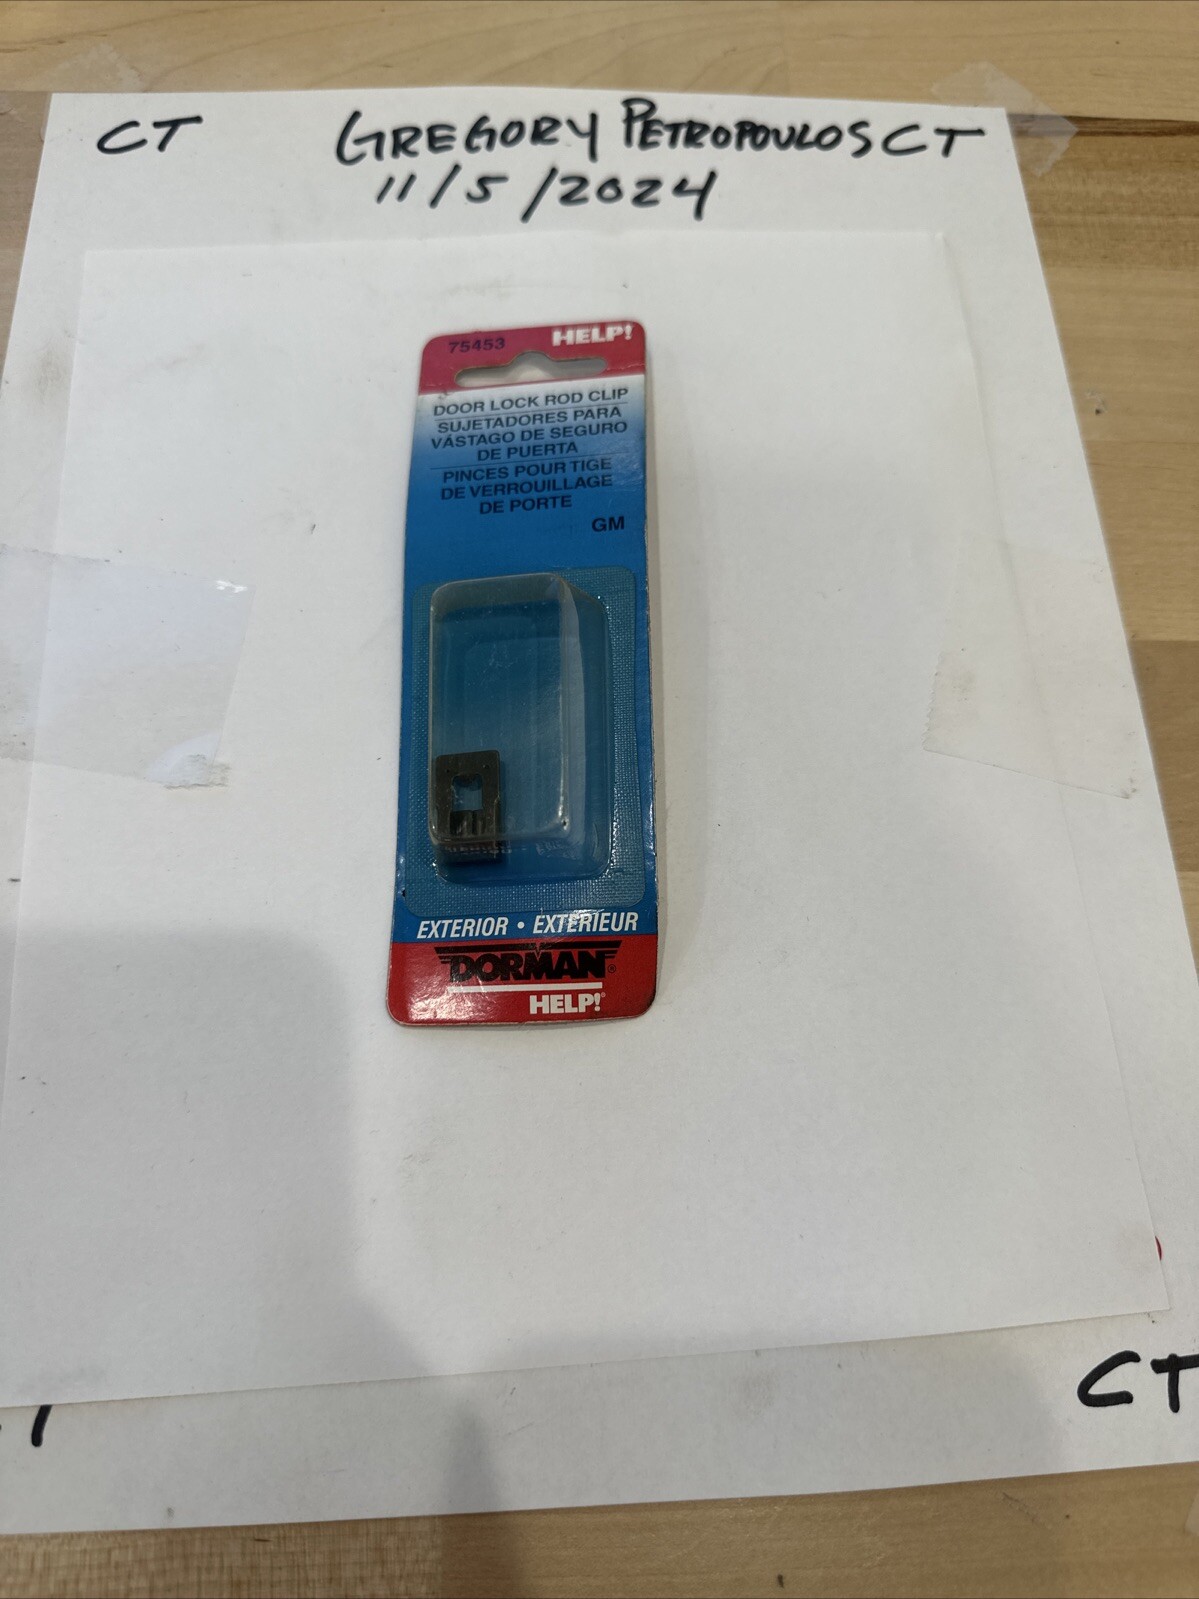 CT GREGORY PETROPOULOS CT
11/5/2024
75453 HELP!
DOOR LOCK ROD CLIP
SUJETADORES PARA
VÁSTAGO DE SEGURO
DE PUERTA
PINCES POUR TIGE
DE VERROUILLAGE
DE PORTE
GM
EXTERIOR • EXTÉRIEUR
DORMAN®
HELP!®
CT